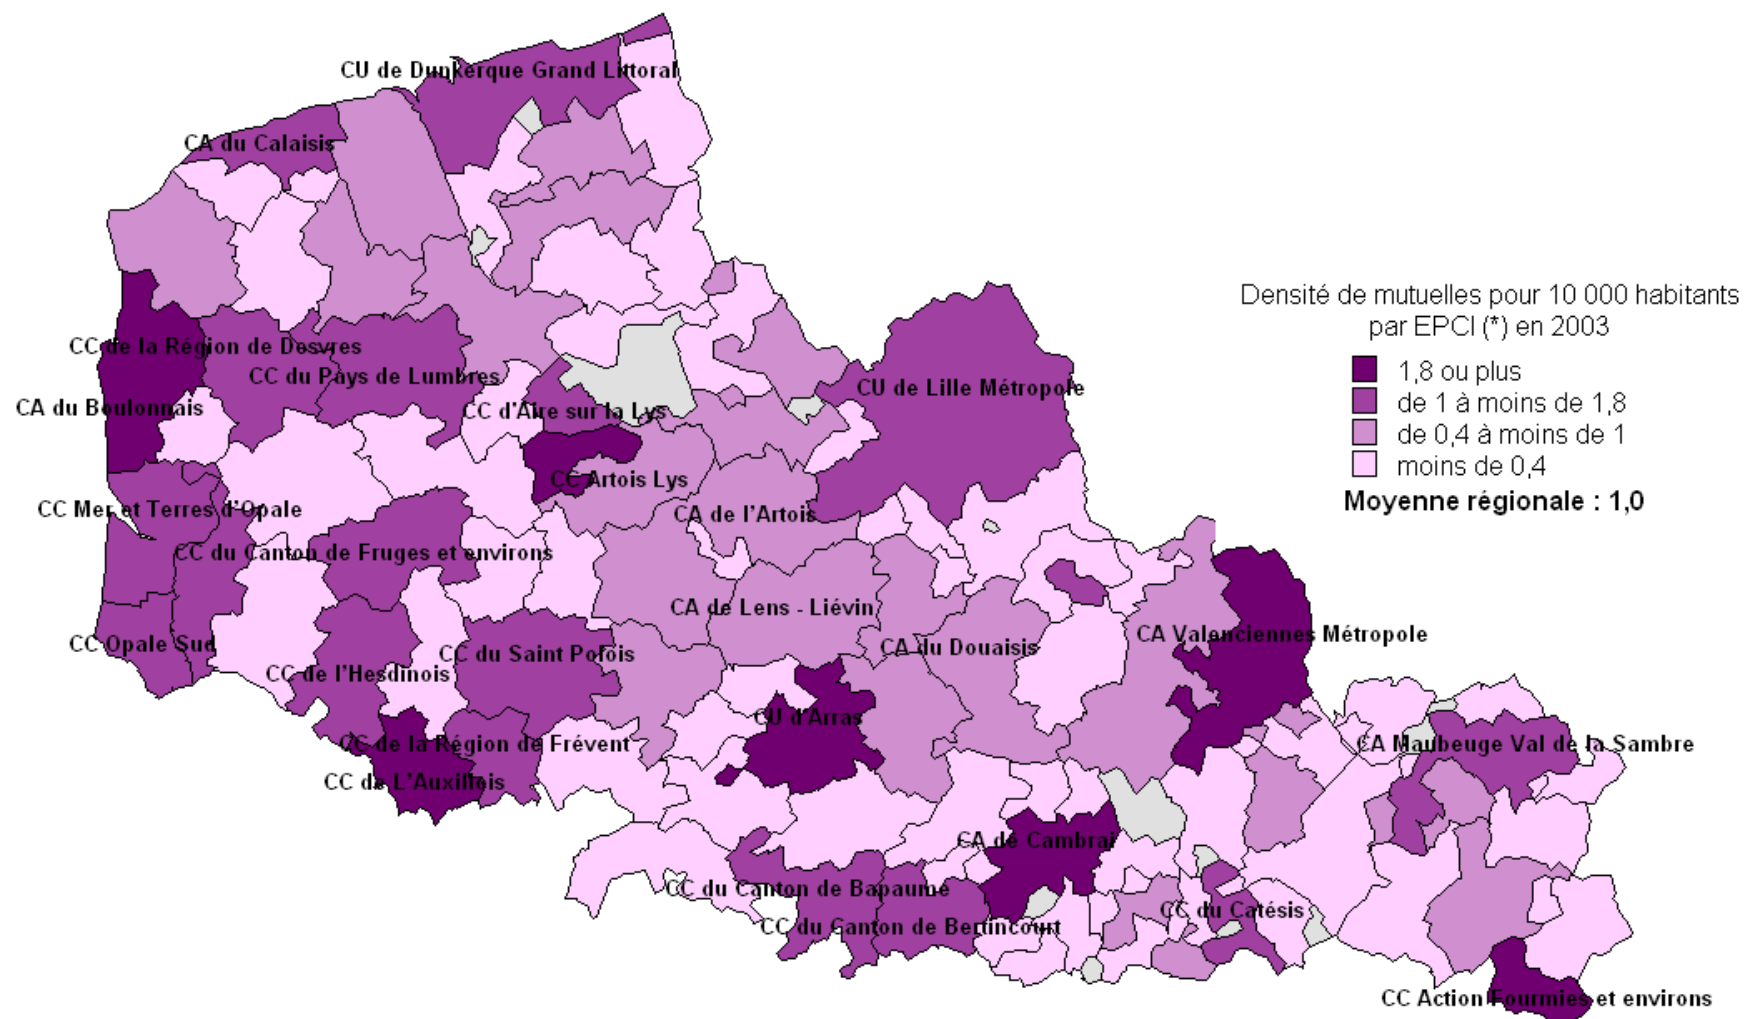 CU de Dunkerque Grand Littoral
CA du Calaisis
Densité de mutuelles pour 10 000 habitants
par EPCI (*) en 2003
1,8 ou plus
de 1 à moins de 1,8
de 0,4 à moins de 1
moins de 0,4
Moyenne régionale : 1,0
CC de la Région de Desvres
CC du Pays de Lumbres
CU de Lille Métropole
CA du Boulonnais
CC d'Aire sur la Lys
CC Artois Lys
CC Mer et Terres d'Opale
CA de l'Artois
CC du Canton de Fruges et environs
CA de Lens - Liévin
CC Opale Sud
CC du Saint Polois
CA du Douaisis
CA Valenciennes Métropole
CC de l'Hesdinois
CU d'Arras
CC de la Région de Frévent
CA Maubeuge Val de la Sambre
CC de L'Auxillois
CA de Cambrai
CC du Canton de Bapaume
CC du Catésis
CC du Canton de Bertincourt
CC Action Fourmies et environs